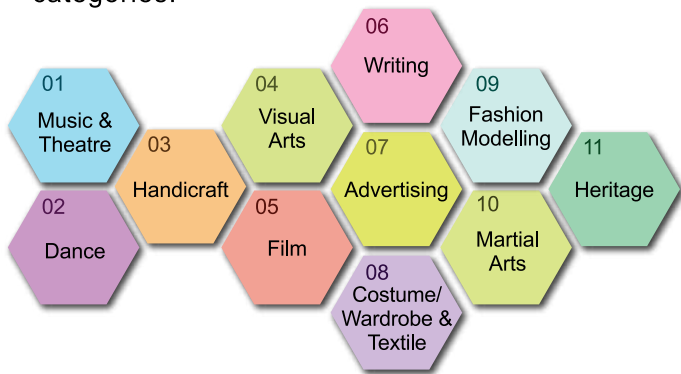 categories.
01
Music &
Theatre
02
Dance
03
Handicraft
04
Visual
Arts
05
Film
06
Writing
07
Advertising
08
Costume/
Wardrobe &
Textile
09
Fashion
Modelling
10
Martial
Arts
11
Heritage